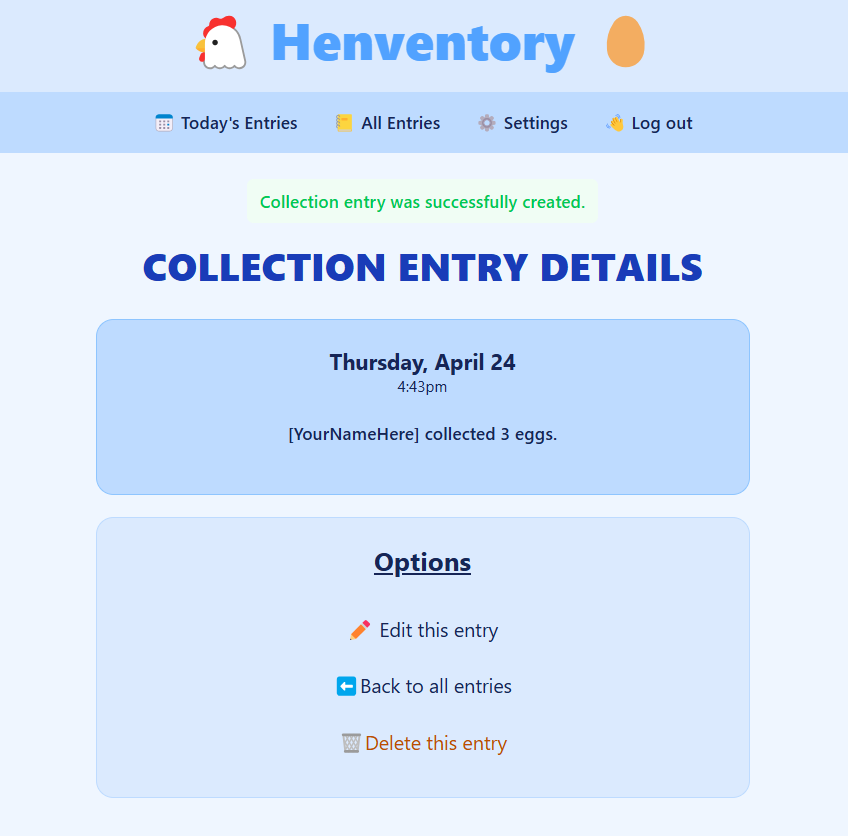 Henventory
Today's Entries All Entries Settings Log out
Collection entry was successfully created.
COLLECTION ENTRY DETAILS
Thursday, April 24
4:43pm
[YourNameHere] collected 3 eggs.
Options
Edit this entry
Back to all entries
Delete this entry